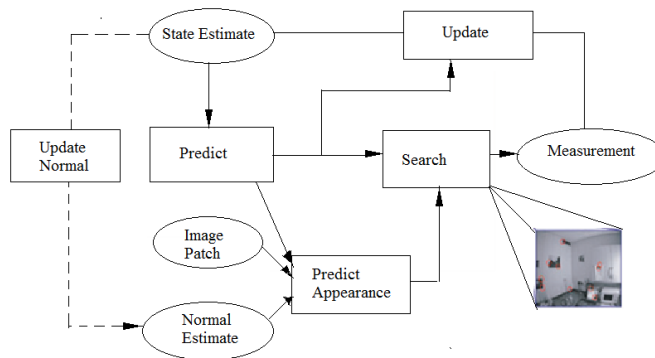 State Estimate
Update
Update
Normal
Predict
Search
Measurement
Image
Patch
Predict
Appearance
Normal
Estimate